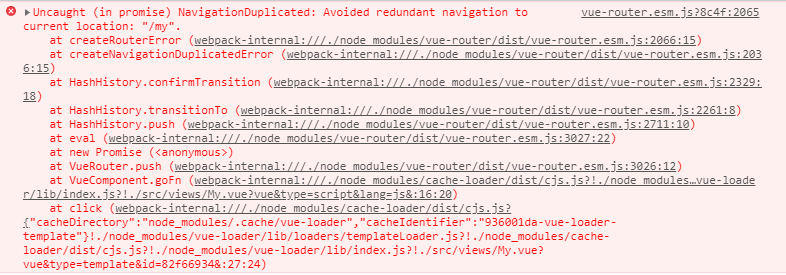 Uncaught (in promise) NavigationDuplicated: Avoided redundant navigation to vue-router.esm.js?8c4f:2065
current location: "/my".
at createRouterError (webpack-internal:///./node_modules/vue-router/dist/vue-router.esm.js:2066:15)
at createNavigationDuplicatedError (webpack-internal:///./node_modules/vue-router/dist/vue-router.esm.js:203
6:15)
at HashHistory.confirmTransition (webpack-internal:///./node_modules/vue-router/dist/vue-router.esm.js:2329:
18)
at HashHistory.transitionTo (webpack-internal:///./node_modules/vue-router/dist/vue-router.esm.js:2261:8)
at HashHistory.push (webpack-internal:///./node_modules/vue-router/dist/vue-router.esm.js:2711:10)
at eval (webpack-internal:///./node_modules/vue-router/dist/vue-router.esm.js:3027:22)
at new Promise (<anonymous>)
at VueRouter.push (webpack-internal:///./node_modules/vue-router/dist/vue-router.esm.js:3026:12)
at VueComponent.goFn (webpack-internal:///./node_modules/cache-loader/dist/cjs.js?!./node_modules…vue-loade
r/lib/index.js?!./src/views/My.vue?vue&type=script&lang=js&:16:20)
at click (webpack-internal:///./node_modules/cache-loader/dist/cjs.js?
{"cacheDirectory":"node_modules/.cache/vue-loader","cacheIdentifier":"936001da-vue-loader-
template"}!./node_modules/vue-loader/lib/loaders/templateLoader.js?!./node_modules/cache-
loader/dist/cjs.js?!./node_modules/vue-loader/lib/index.js?!./src/views/My.vue?
vue&type=template&id=82f66934&:27:24)